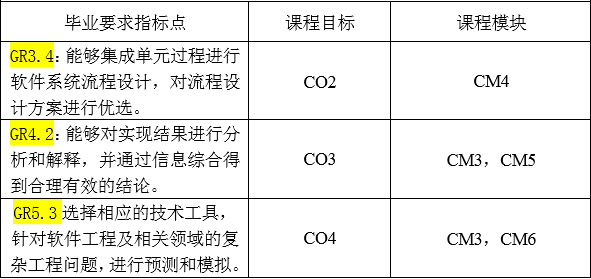 毕业要求指标点 课程目标 课程模块
GR3.4：能够集成单元过程进行
软件系统流程设计，对流程设
计方案进行优选。
CO2
CM4
GR4.2：能够对实现结果进行分
析和解释，并通过信息综合得
到合理有效的结论。
CO3
CM3，CM5
GR5.3 选择相应的技术工具，
针对软件工程及相关领域的复
杂工程问题，进行预测和模拟。
CO4
CM3，CM6